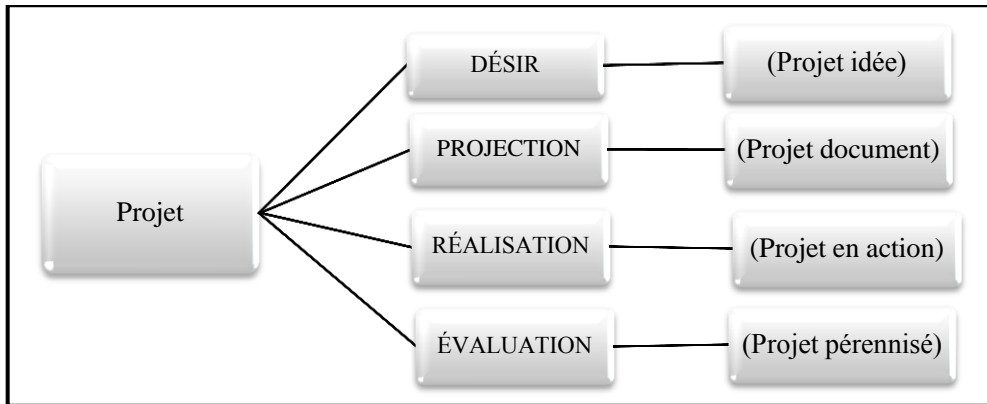 Projet
DÉSIR
(Projet idée)
PROJECTION
(Projet document)
RÉALISATION
(Projet en action)
ÉVALUATION
(Projet pérennisé)